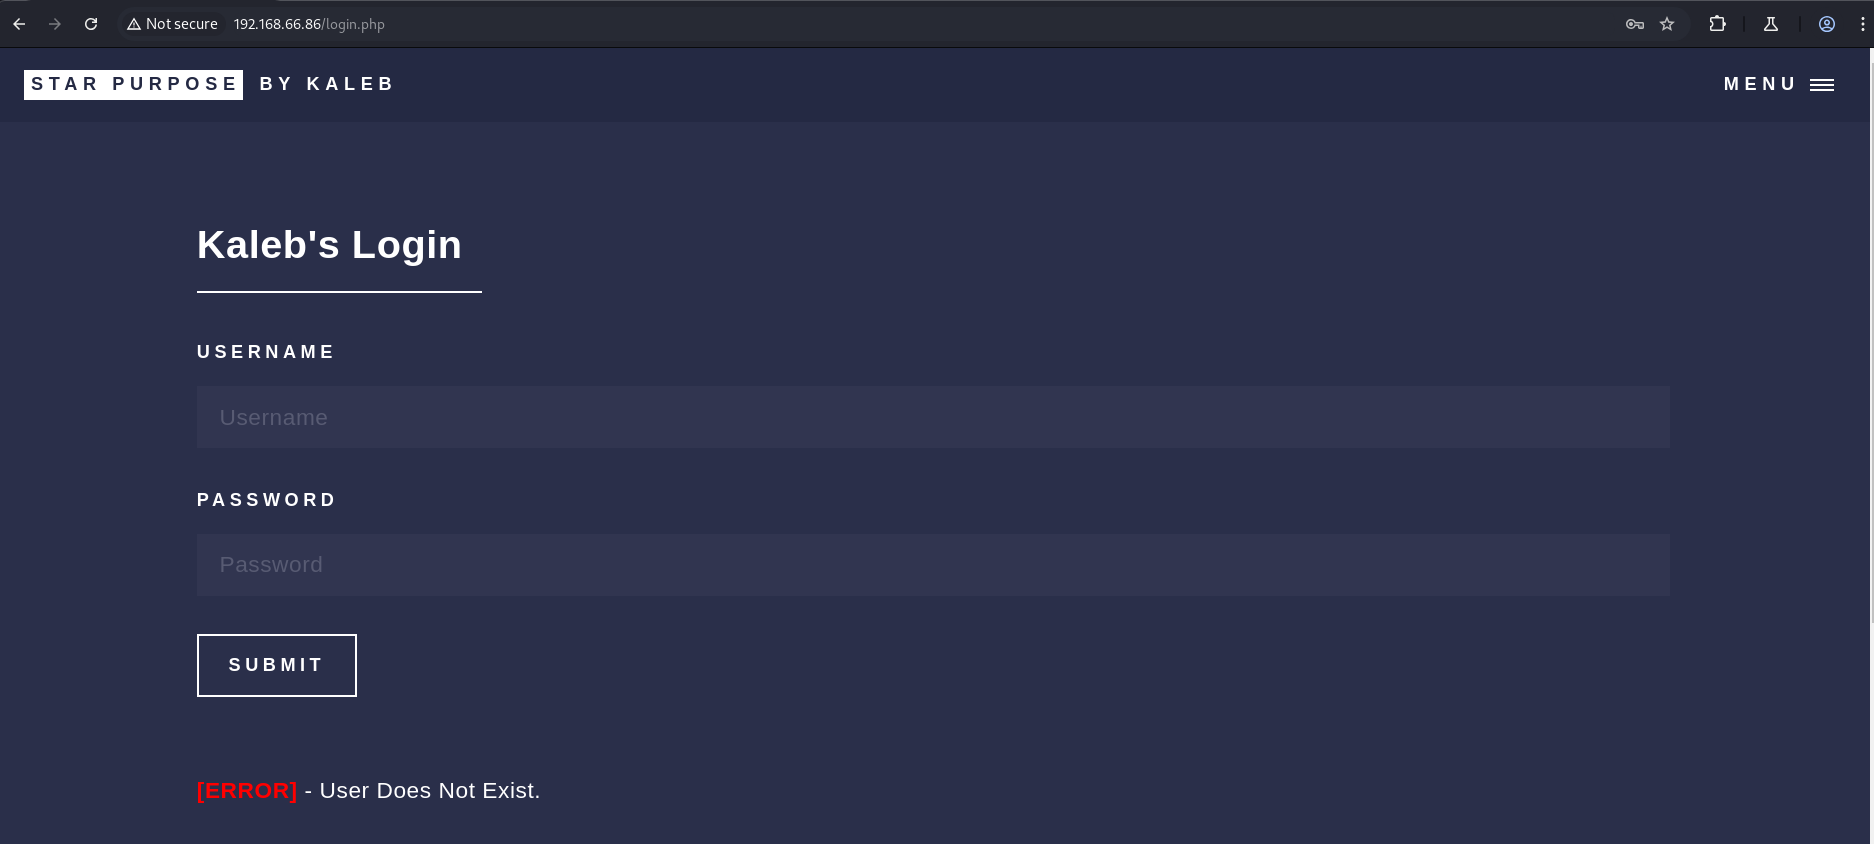 Not secure 192.168.66.86/login.php
STAR PURPOSE BY KALEB MENU
Kaleb's Login
USERNAME
Username
PASSWORD
Password
SUBMIT
[ERROR] - User Does Not Exist.